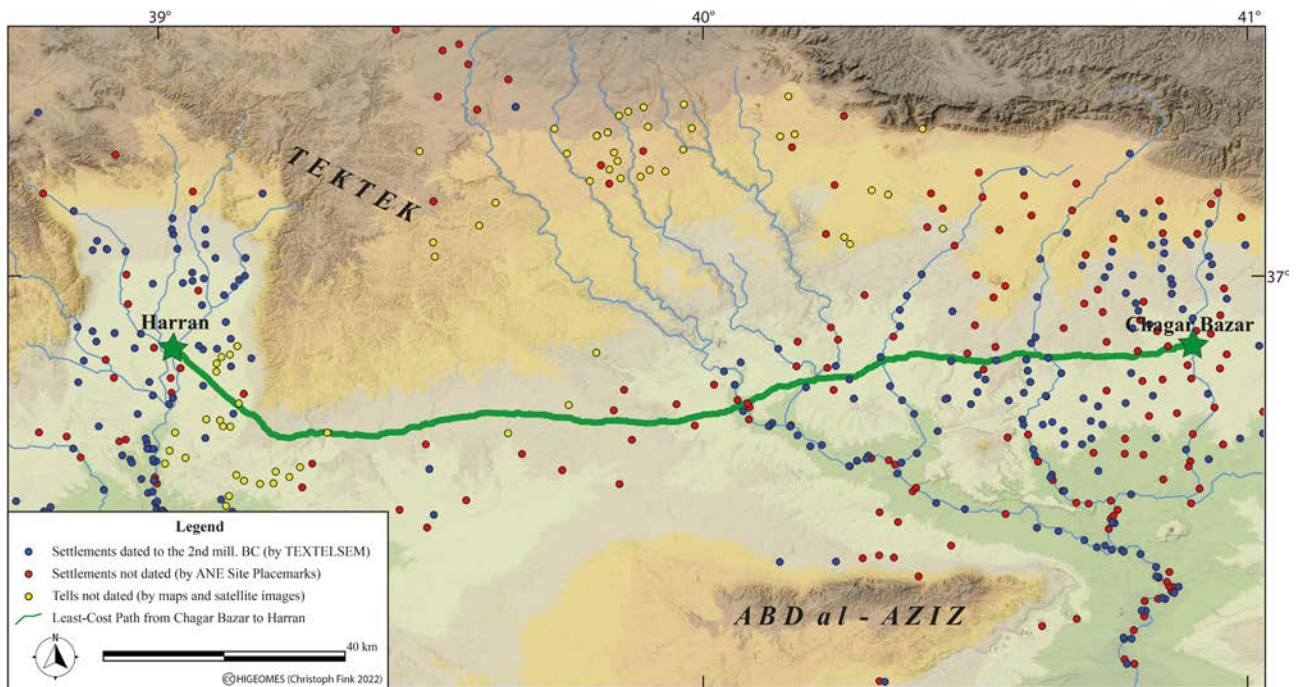 39°
40°
41°
TEKTEK
37°
Harran
Chagar Bazar
ABD al - AZIZ
Legend
Settlements dated to the 2nd mill. BC (by TEXTELSEM)
Settlements not dated (by ANE Site Placemarks)
Tells not dated (by maps and satellite images)
Least-Cost Path from Chagar Bazar to Harran
N
40 km
CC HIGEOMES (Christoph Fink 2022)